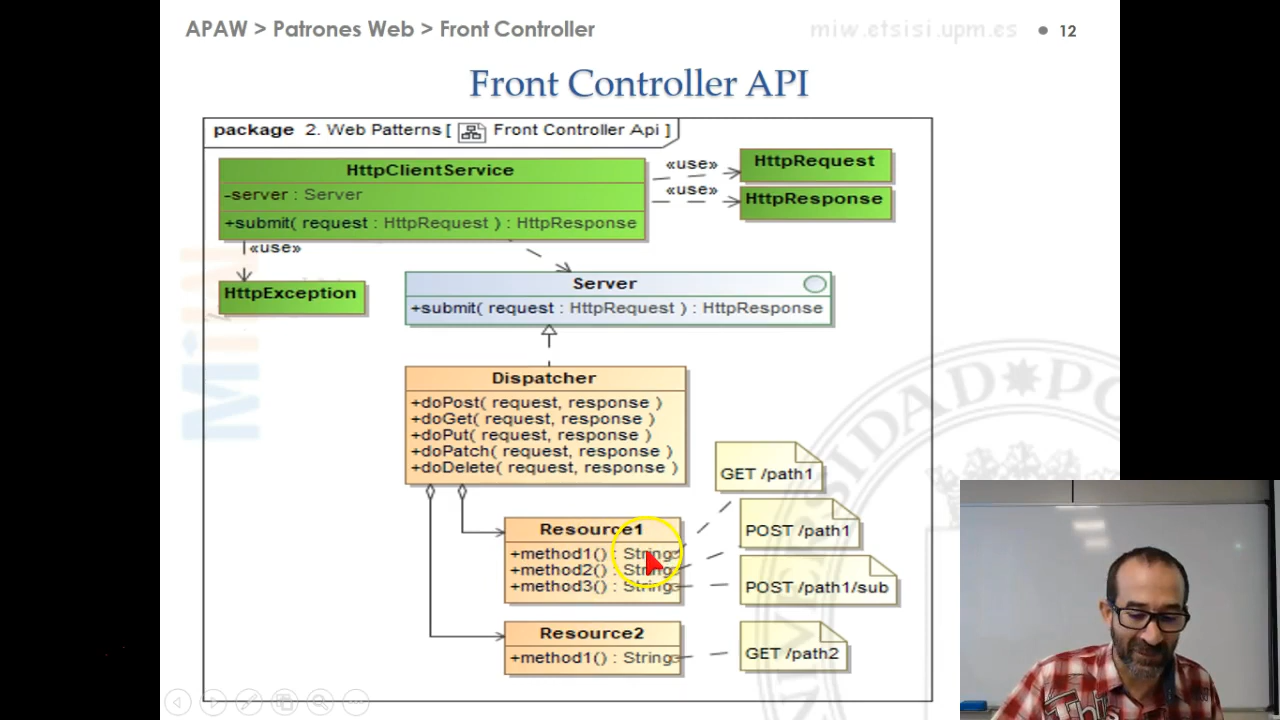 APAW > Patrones Web > Front Controller
miw.etsisi.upm.es
12
Front Controller API
package 2. Web Patterns [ Front Controller Api ]
HttpClientService
-server : Server
+submit( request : HttpRequest ) : HttpResponse
«use»
HttpRequest
«use»
HttpResponse
«use»
HttpException
Server
+submit( request : HttpRequest ) : HttpResponse
Dispatcher
+doPost( request, response )
+doGet( request, response )
+doPut( request, response )
+doPatch( request, response )
+doDelete( request, response )
GET /path1
Resource1
+method1() : String
+method2() : String
+method3() : String
POST /path1
POST /path1/sub
Resource2
+method1() : String
GET /path2